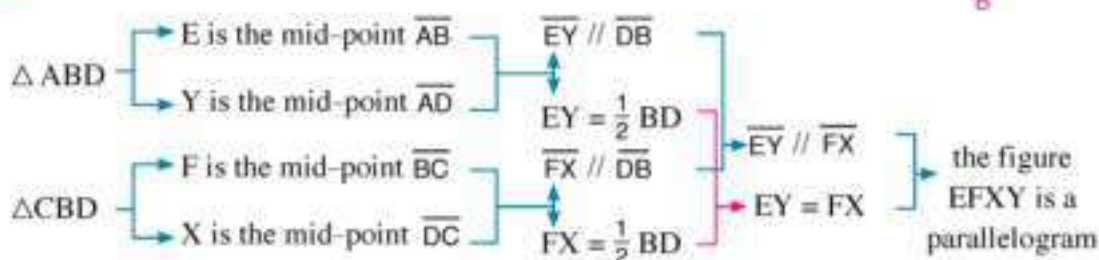 B
E is the mid-point AB
EY // DB
△ ABD
Y is the mid-point AD
EY = 1/2 BD
EY // FX
F is the mid-point BC
FX // DB
the figure
△CBD
EY = FX
EFXY is a
X is the mid-point DC
FX = 1/2 BD
parallelogram